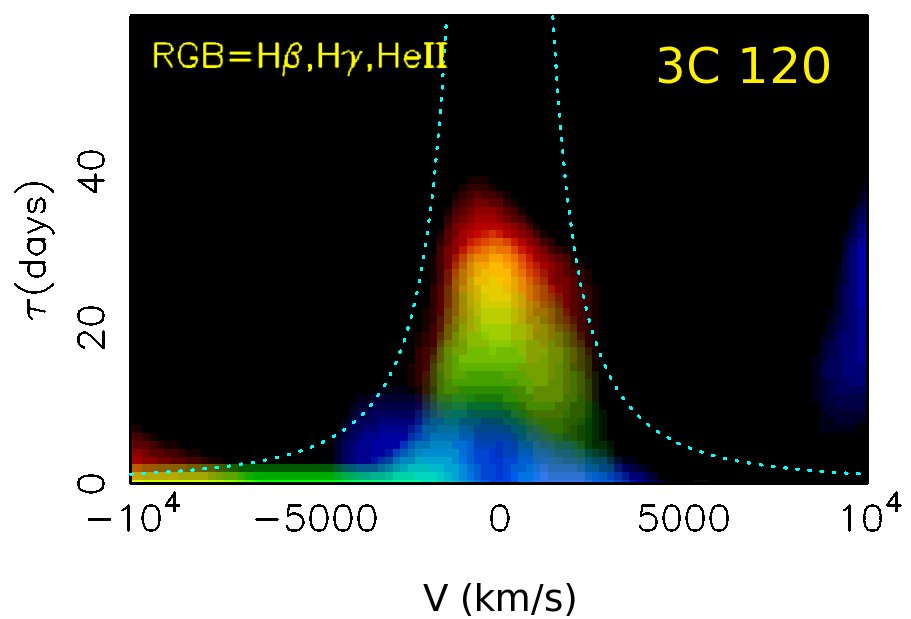 RGB=Hβ,Hγ,HeII
3C 120
τ(days)
40
20
0
−10⁴ −5000 0 5000 10⁴
V (km/s)